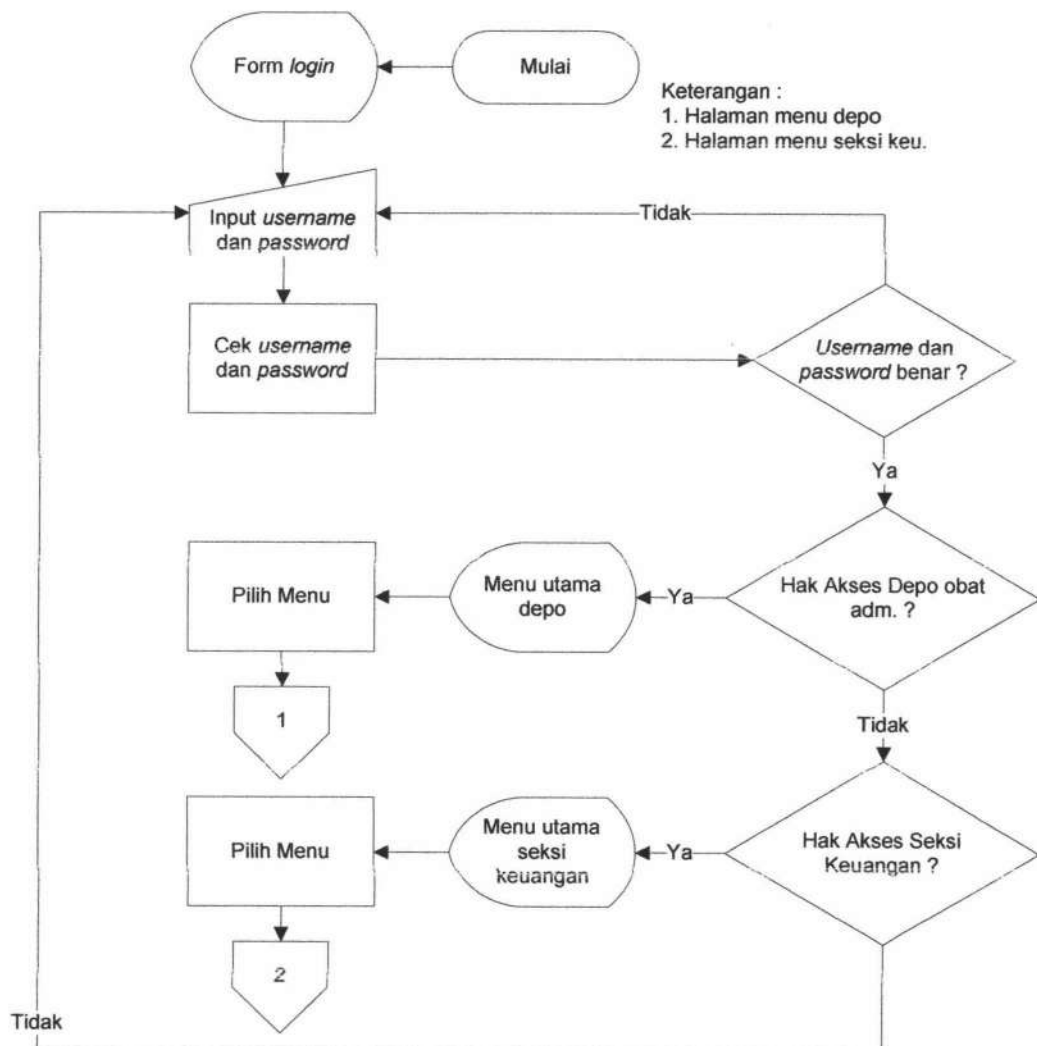 Form login
Mulai
Keterangan :
1. Halaman menu depo
2. Halaman menu seksi keu.
Input username
dan password
Tidak
Cek username
dan password
Username dan
password benar ?
Ya
Pilih Menu
Menu utama
depo
Ya
Hak Akses Depo obat
adm. ?
1
Tidak
Pilih Menu
Menu utama
seksi
keuangan
Ya
Hak Akses Seksi
Keuangan ?
2
Tidak